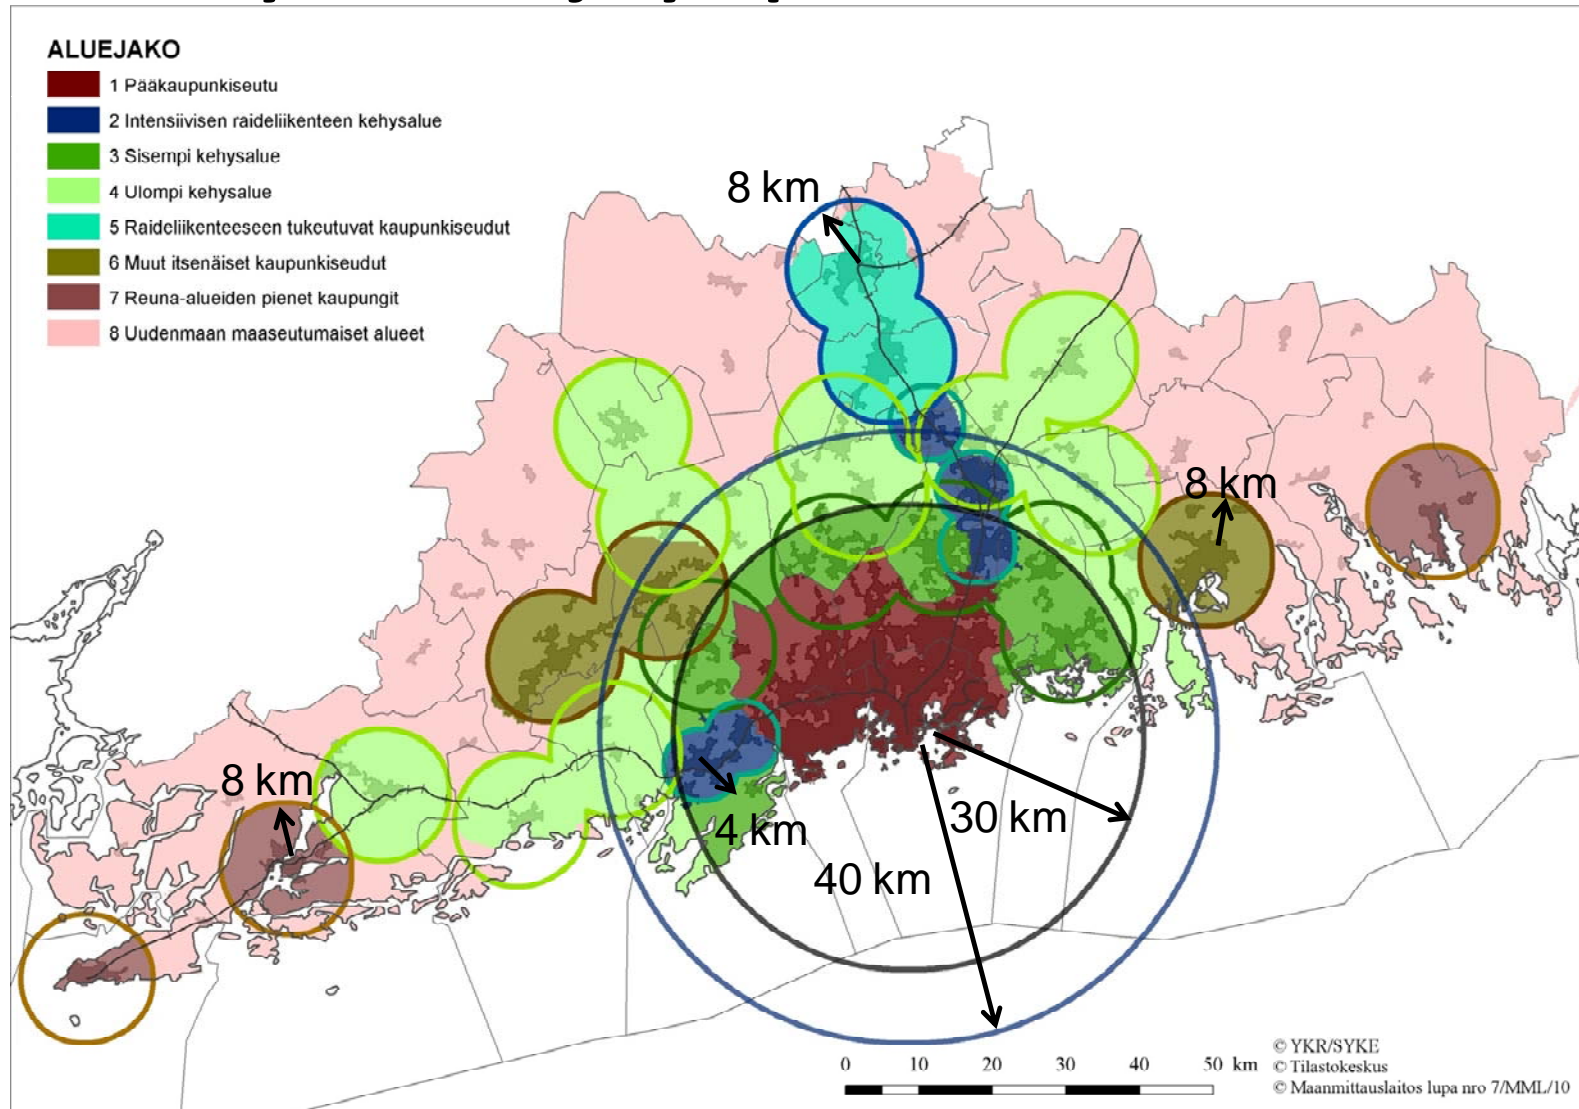 ALUEJAKO
1 Pääkaupunkiseutu
2 Intensiivisen raideliikenteen kehysalue
3 Sisempi kehysalue
4 Ulompi kehysalue
5 Raideliikenteeseen tukeutuvat kaupunkiseudut
6 Muut itsenäiset kaupunkiseudut
7 Reuna-alueiden pienet kaupungit
8 Uudenmaan maaseutumaiset alueet
8 km
8 km
8 km
4 km
30 km
40 km
0 10 20 30 40 50 km
© YKR/SYKE
© Tilastokeskus
© Maanmittauslaitos lupa nro 7/MML/10